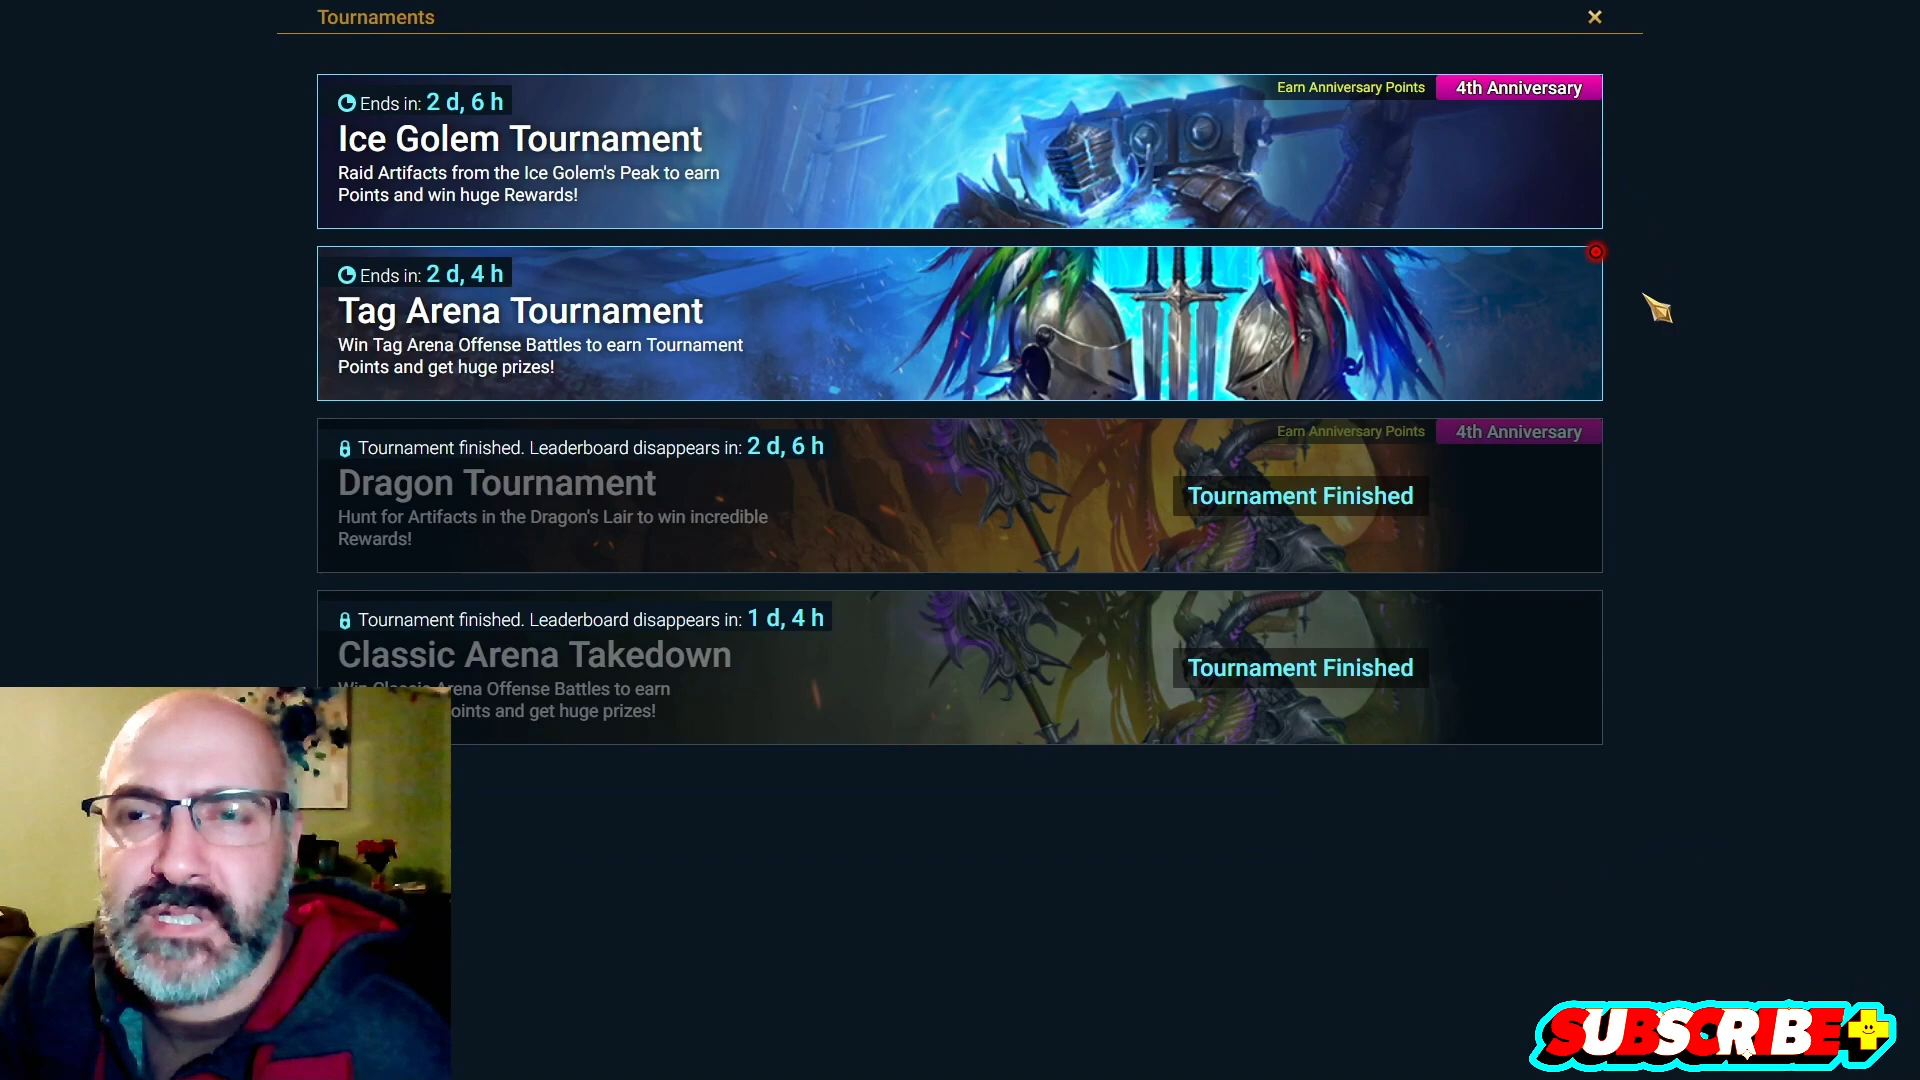 Tournaments
Earn Anniversary Points 4th Anniversary
Ends in: 2 d, 6 h
Ice Golem Tournament
Raid Artifacts from the Ice Golem's Peak to earn
Points and win huge Rewards!
Ends in: 2 d, 4 h
Tag Arena Tournament
Win Tag Arena Offense Battles to earn Tournament
Points and get huge prizes!
Earn Anniversary Points 4th Anniversary
Tournament finished. Leaderboard disappears in: 2 d, 6 h
Dragon Tournament
Tournament Finished
Hunt for Artifacts in the Dragon's Lair to win incredible
Rewards!
Tournament finished. Leaderboard disappears in: 1 d, 4 h
Classic Arena Takedown
Tournament Finished
Win Classic Arena Offense Battles to earn
oints and get huge prizes!
SUBSCRIBE